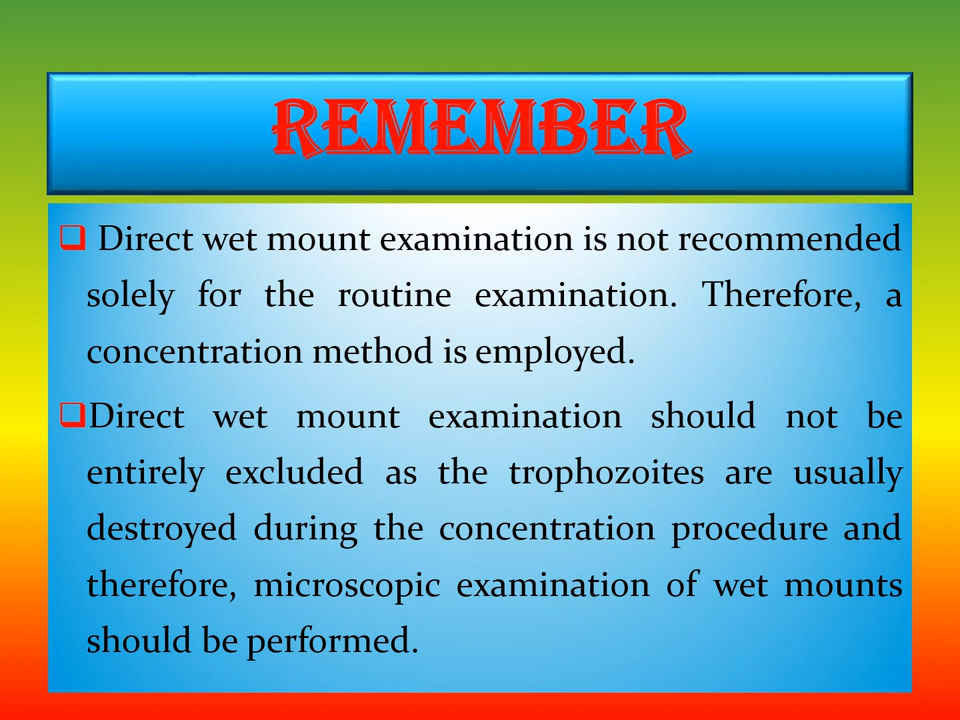 REMEMBER
Direct wet mount examination is not recommended
solely for the routine examination. Therefore, a
concentration method is employed.
Direct wet mount examination should not be
entirely excluded as the trophozoites are usually
destroyed during the concentration procedure and
therefore, microscopic examination of wet mounts
should be performed.